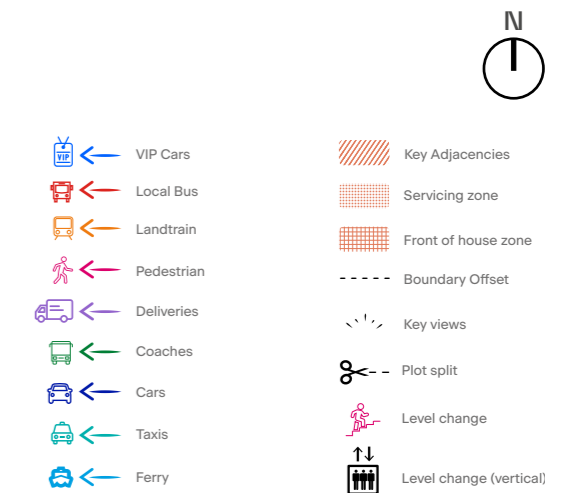 N
VIP
VIP Cars
Local Bus
Landtrain
Pedestrian
Deliveries
Coaches
Cars
Taxis
Ferry
Key Adjacencies
Servicing zone
Front of house zone
Boundary Offset
Key views
Plot split
Level change
Level change (vertical)